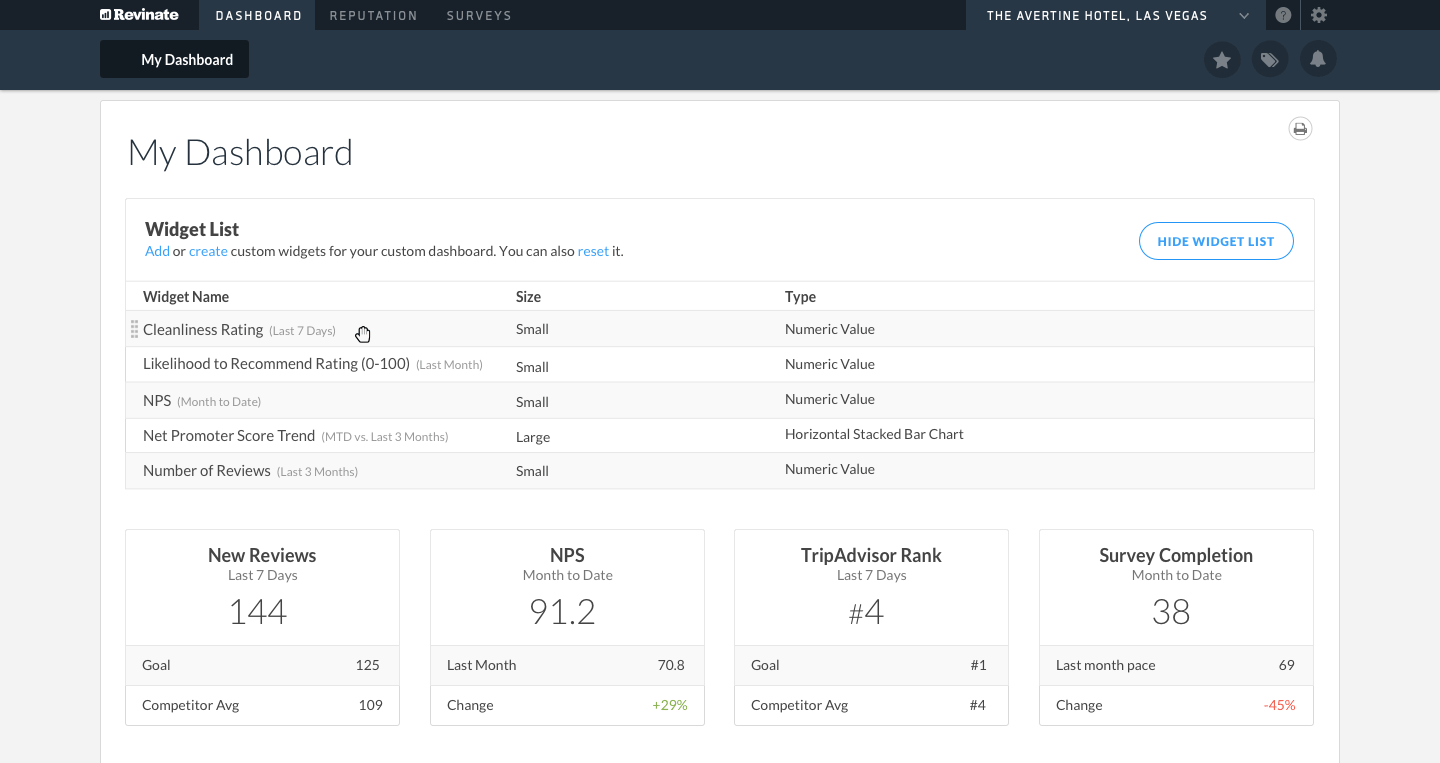 Revinate DASHBOARD REPUTATION SURVEYS THE AVERTINE HOTEL, LAS VEGAS ?
My Dashboard
My Dashboard
Widget List
Add or create custom widgets for your custom dashboard. You can also reset it.
HIDE WIDGET LIST
Widget Name Size Type
Cleanliness Rating (Last 7 Days) Small Numeric Value
Likelihood to Recommend Rating (0-100) (Last Month) Small Numeric Value
NPS (Month to Date) Small Numeric Value
Net Promoter Score Trend (MTD vs. Last 3 Months) Large Horizontal Stacked Bar Chart
Number of Reviews (Last 3 Months) Small Numeric Value
New Reviews
Last 7 Days
144
Goal 125
Competitor Avg 109
NPS
Month to Date
91.2
Last Month 70.8
Change +29%
TripAdvisor Rank
Last 7 Days
#4
Goal #1
Competitor Avg #4
Survey Completion
Month to Date
38
Last month pace 69
Change -45%